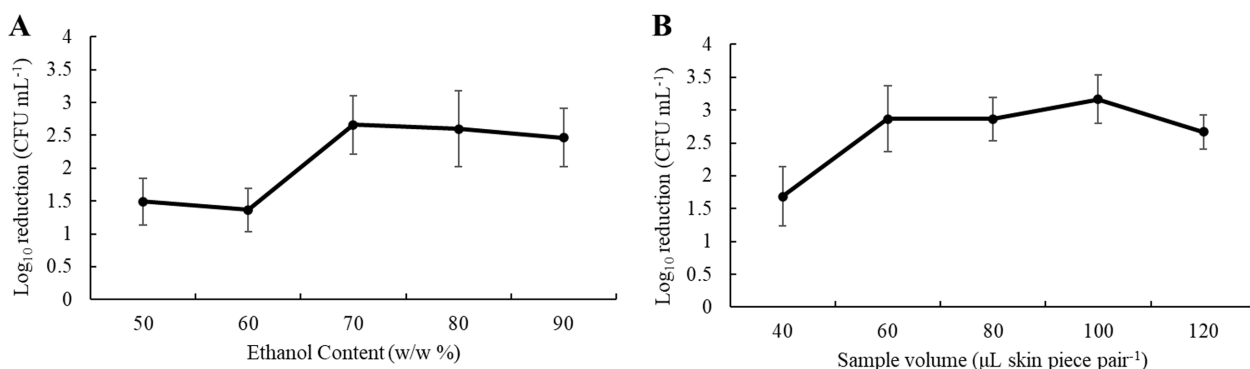 A
Log₁₀ reduction (CFU mL⁻¹)
4
3.5
3
2.5
2
1.5
1
0.5
0
50 60 70 80 90
Ethanol Content (w/w %)
B
Log₁₀ reduction (CFU mL⁻¹)
4
3.5
3
2.5
2
1.5
1
0.5
0
40 60 80 100 120
Sample volume (µL skin piece pair⁻¹)